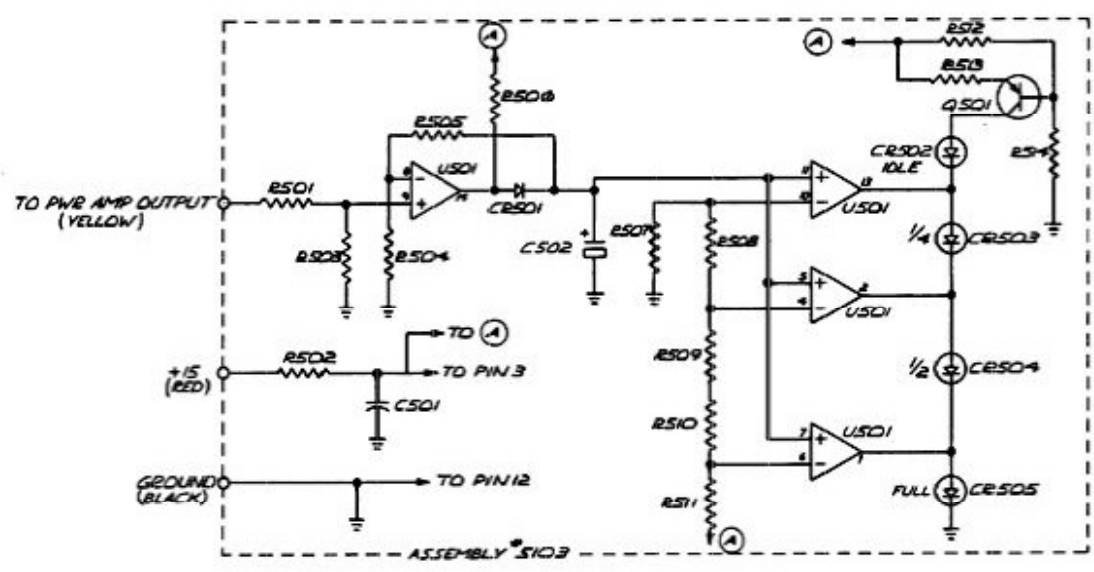 A
A
R512
R513
Q501
R514
R506
R505
U501
8
9
14
CR501
CR502
IDLE
11
10
13
U501
TO PWR AMP OUTPUT
(YELLOW)
R501
R503
R504
+
C502
R507
R508
1/4
CR503
5
4
2
U501
TO A
R502
+15
(RED)
TO PIN 3
C501
R509
1/2
CR504
R510
7
6
1
U501
GROUND
(BLACK)
TO PIN 12
R511
FULL
CR505
A
ASSEMBLY #5103